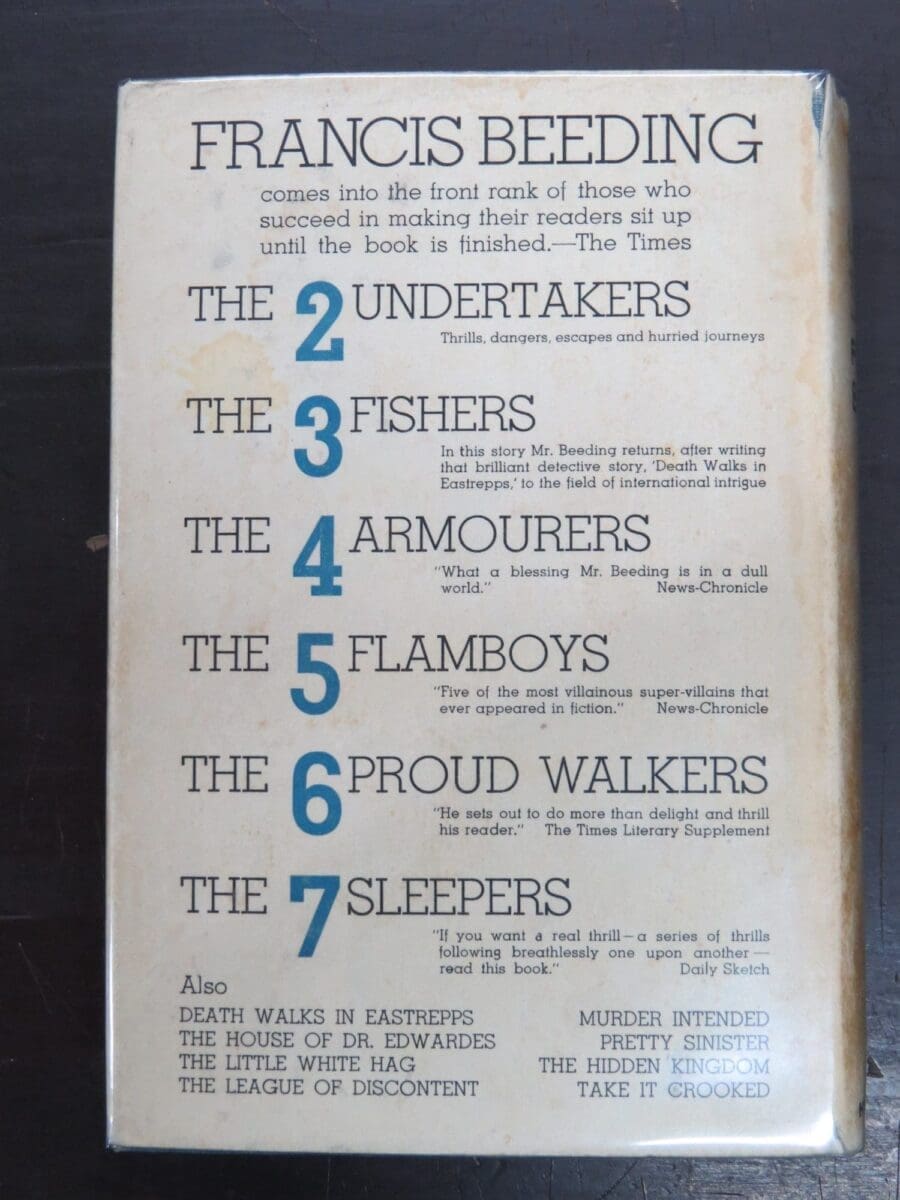 FRANCIS BEEDING
comes into the front rank of those who
succeed in making their readers sit up
until the book is finished.—The Times
THE 2 UNDERTAKERS
Thrills, dangers, escapes and hurried journeys
THE 3 FISHERS
In this story Mr. Beeding returns, after writing
that brilliant detective story, 'Death Walks in
Eastrepps,' to the field of international intrigue
THE 4 ARMOURERS
"What a blessing Mr. Beeding is in a dull
world." News-Chronicle
THE 5 FLAMBOYS
"Five of the most villainous super-villains that
ever appeared in fiction." News-Chronicle
THE 6 PROUD WALKERS
"He sets out to do more than delight and thrill
his reader." The Times Literary Supplement
THE 7 SLEEPERS
"If you want a real thrill—a series of thrills
following breathlessly one upon another—
read this book." Daily Sketch
Also
DEATH WALKS IN EASTREPPS MURDER INTENDED
THE HOUSE OF DR. EDWARDES PRETTY SINISTER
THE LITTLE WHITE HAG THE HIDDEN KINGDOM
THE LEAGUE OF DISCONTENT TAKE IT CROOKED